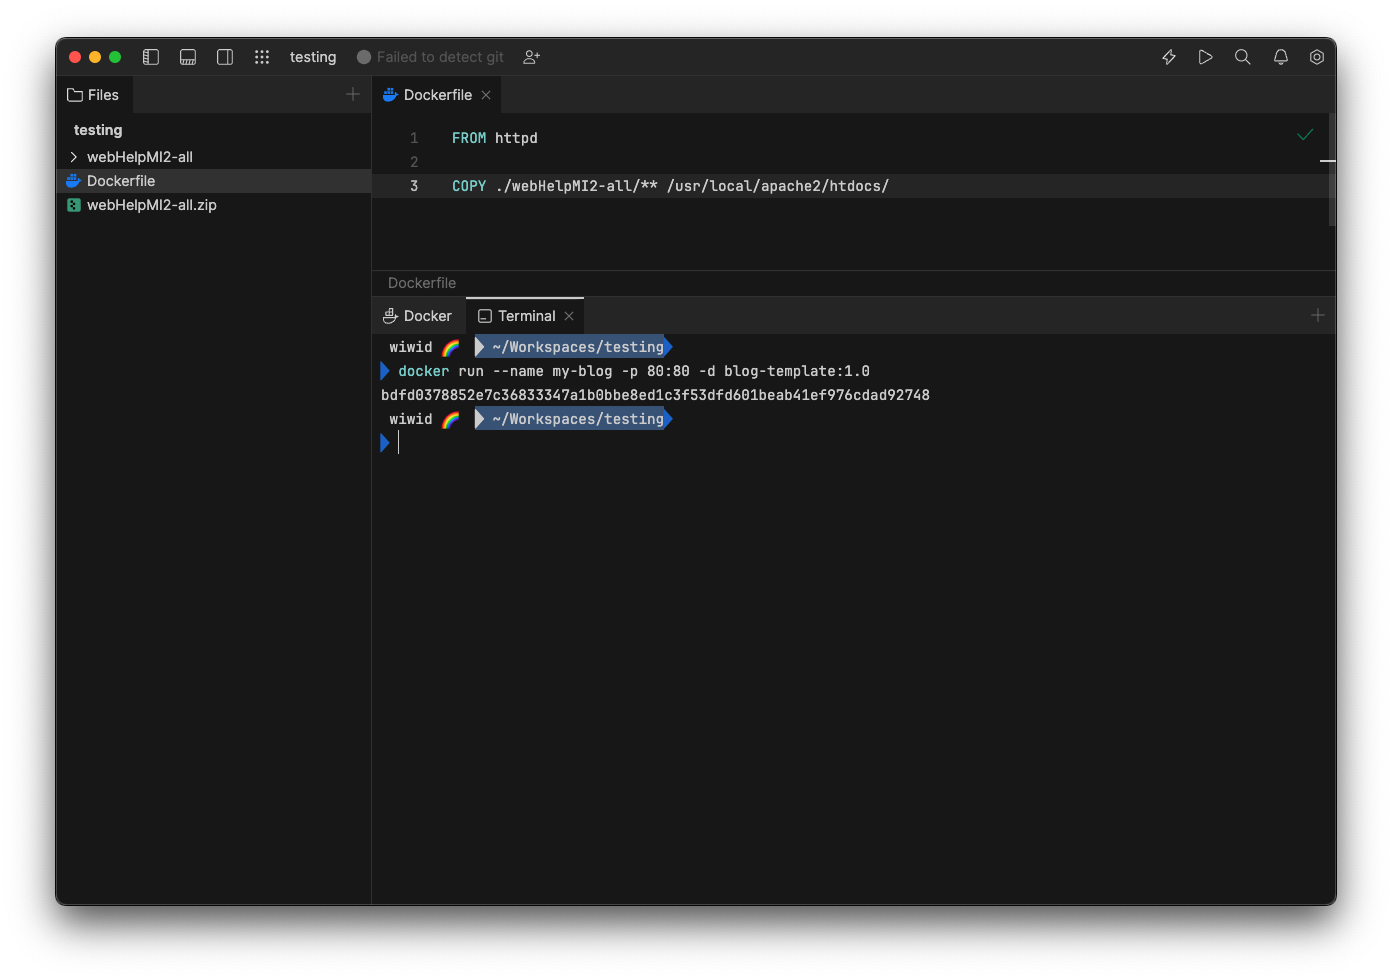 testing
Failed to detect git
Files
Dockerfile
testing
webHelpMI2-all
Dockerfile
webHelpMI2-all.zip
1 FROM httpd
2
3 COPY ./webHelpMI2-all/** /usr/local/apache2/htdocs/
Dockerfile
Docker
Terminal
wiwid 🌈 ~/Workspaces/testing
docker run --name my-blog -p 80:80 -d blog-template:1.0
bdfd0378852e7c36833347a1b0bbe8ed1c3f53dfd601beab41ef976cdad92748
wiwid 🌈 ~/Workspaces/testing